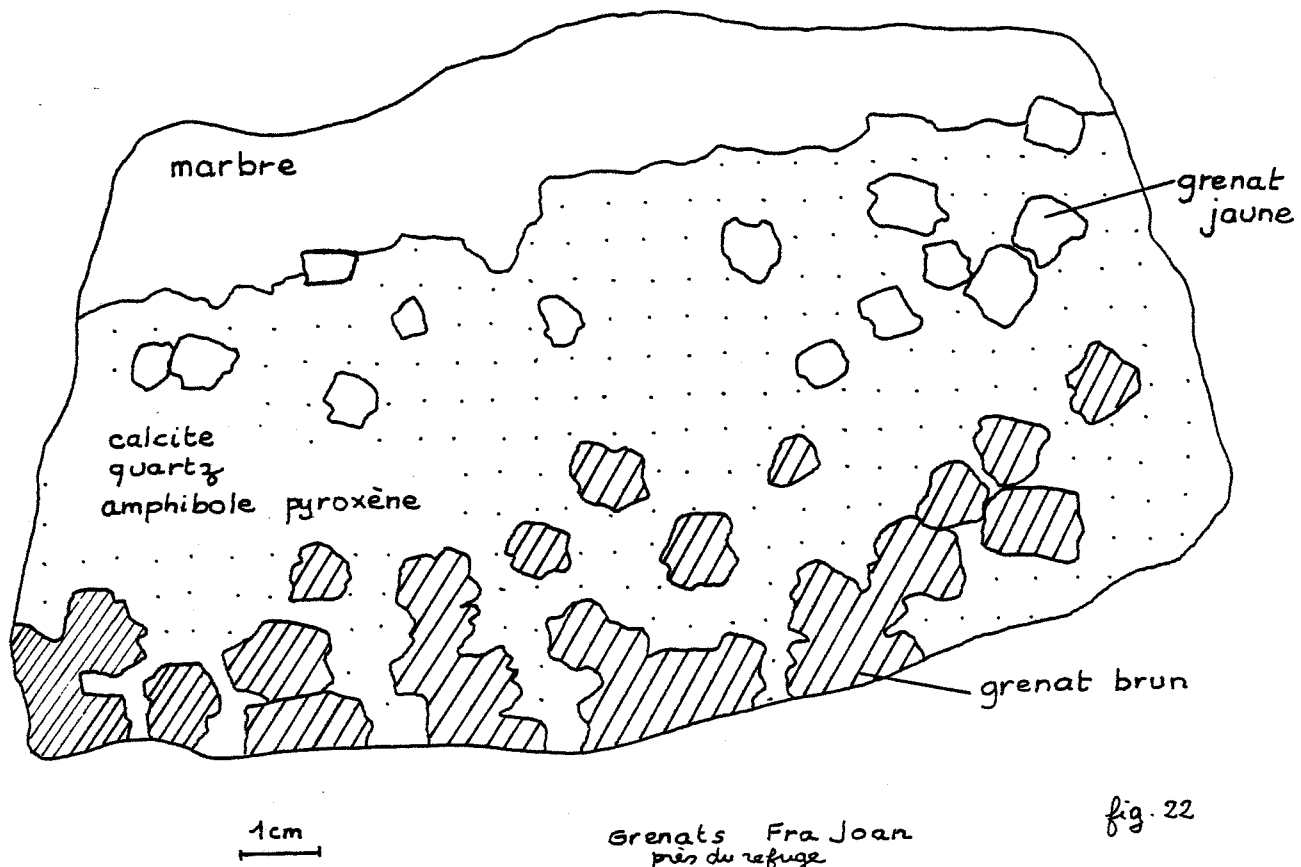 marbre
grenat
jaune
calcite
quartz
amphibole pyroxène
grenat brun
1cm
Grenats Fra Joan
près du refuge
fig. 22